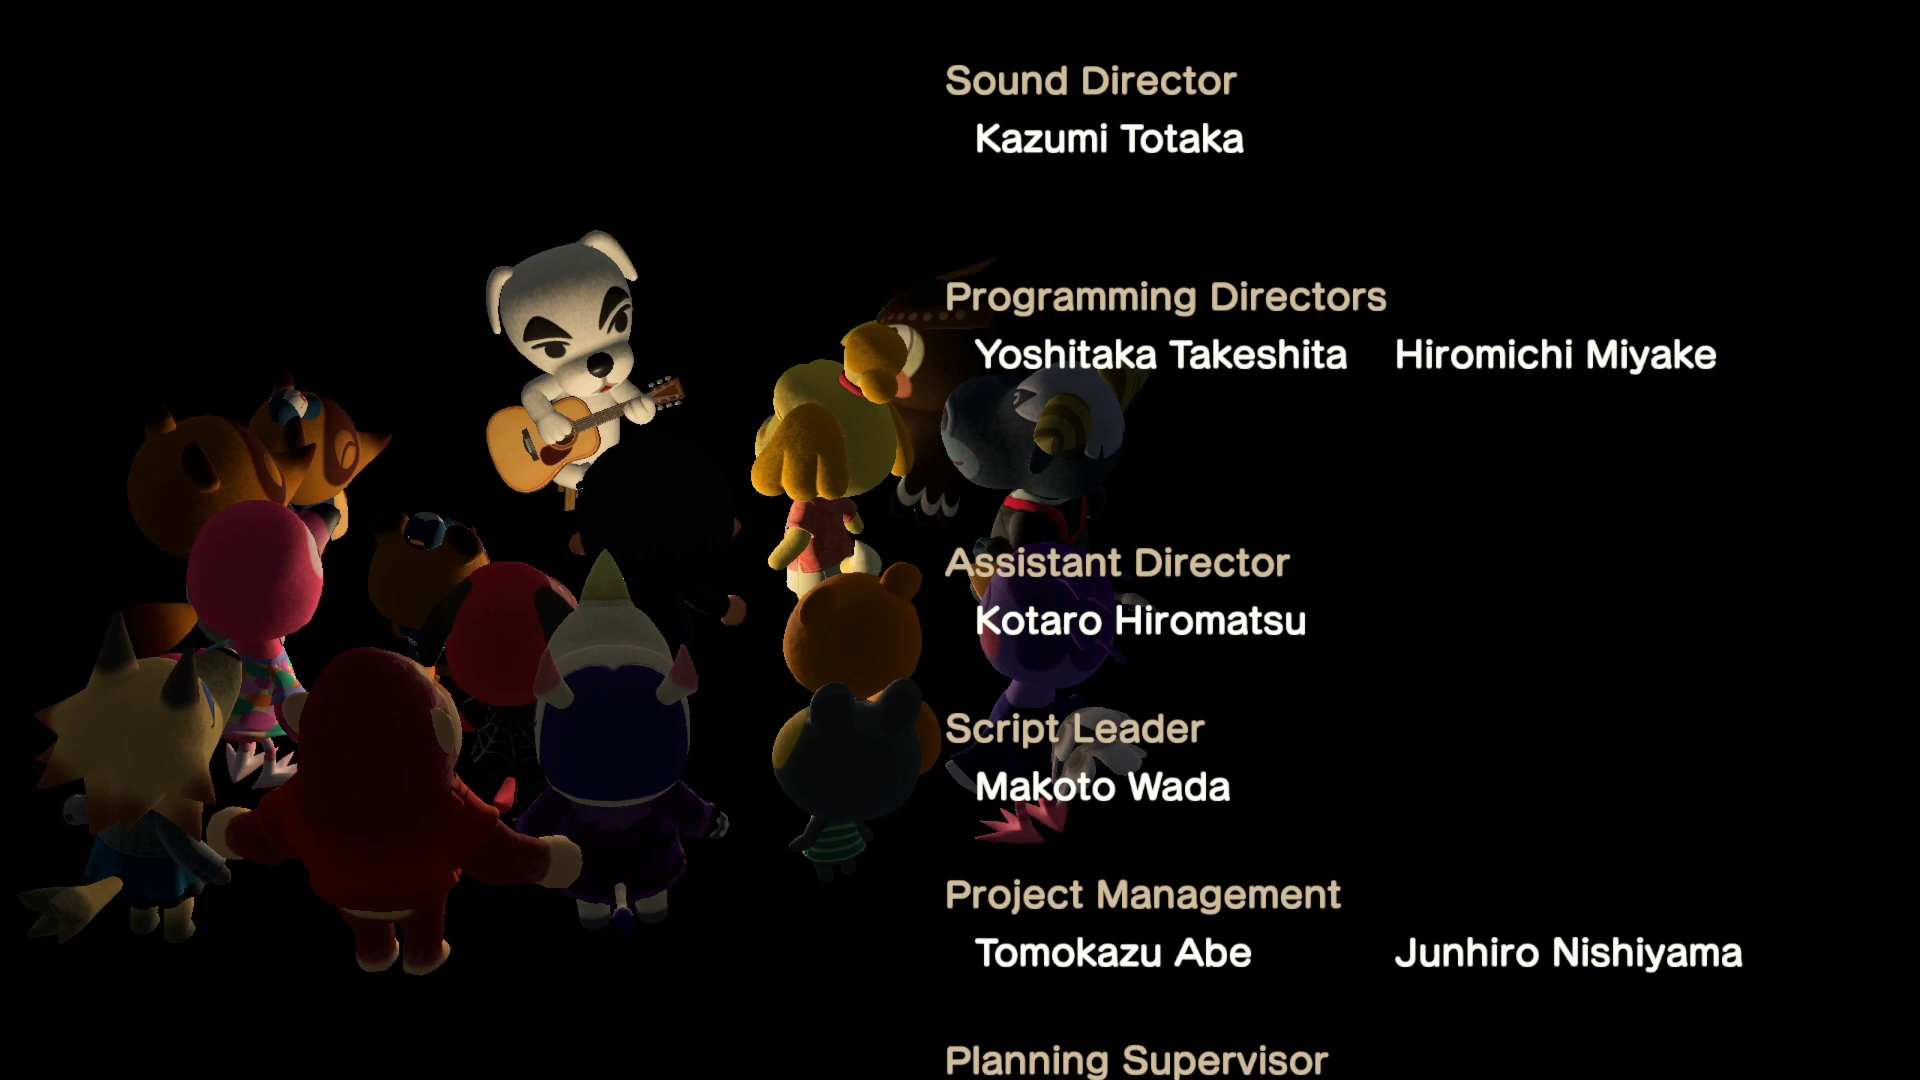 Sound Director
Kazumi Totaka
Programming Directors
Yoshitaka Takeshita Hiromichi Miyake
Assistant Director
Kotaro Hiromatsu
Script Leader
Makoto Wada
Project Management
Tomokazu Abe Junhiro Nishiyama
Planning Supervisor